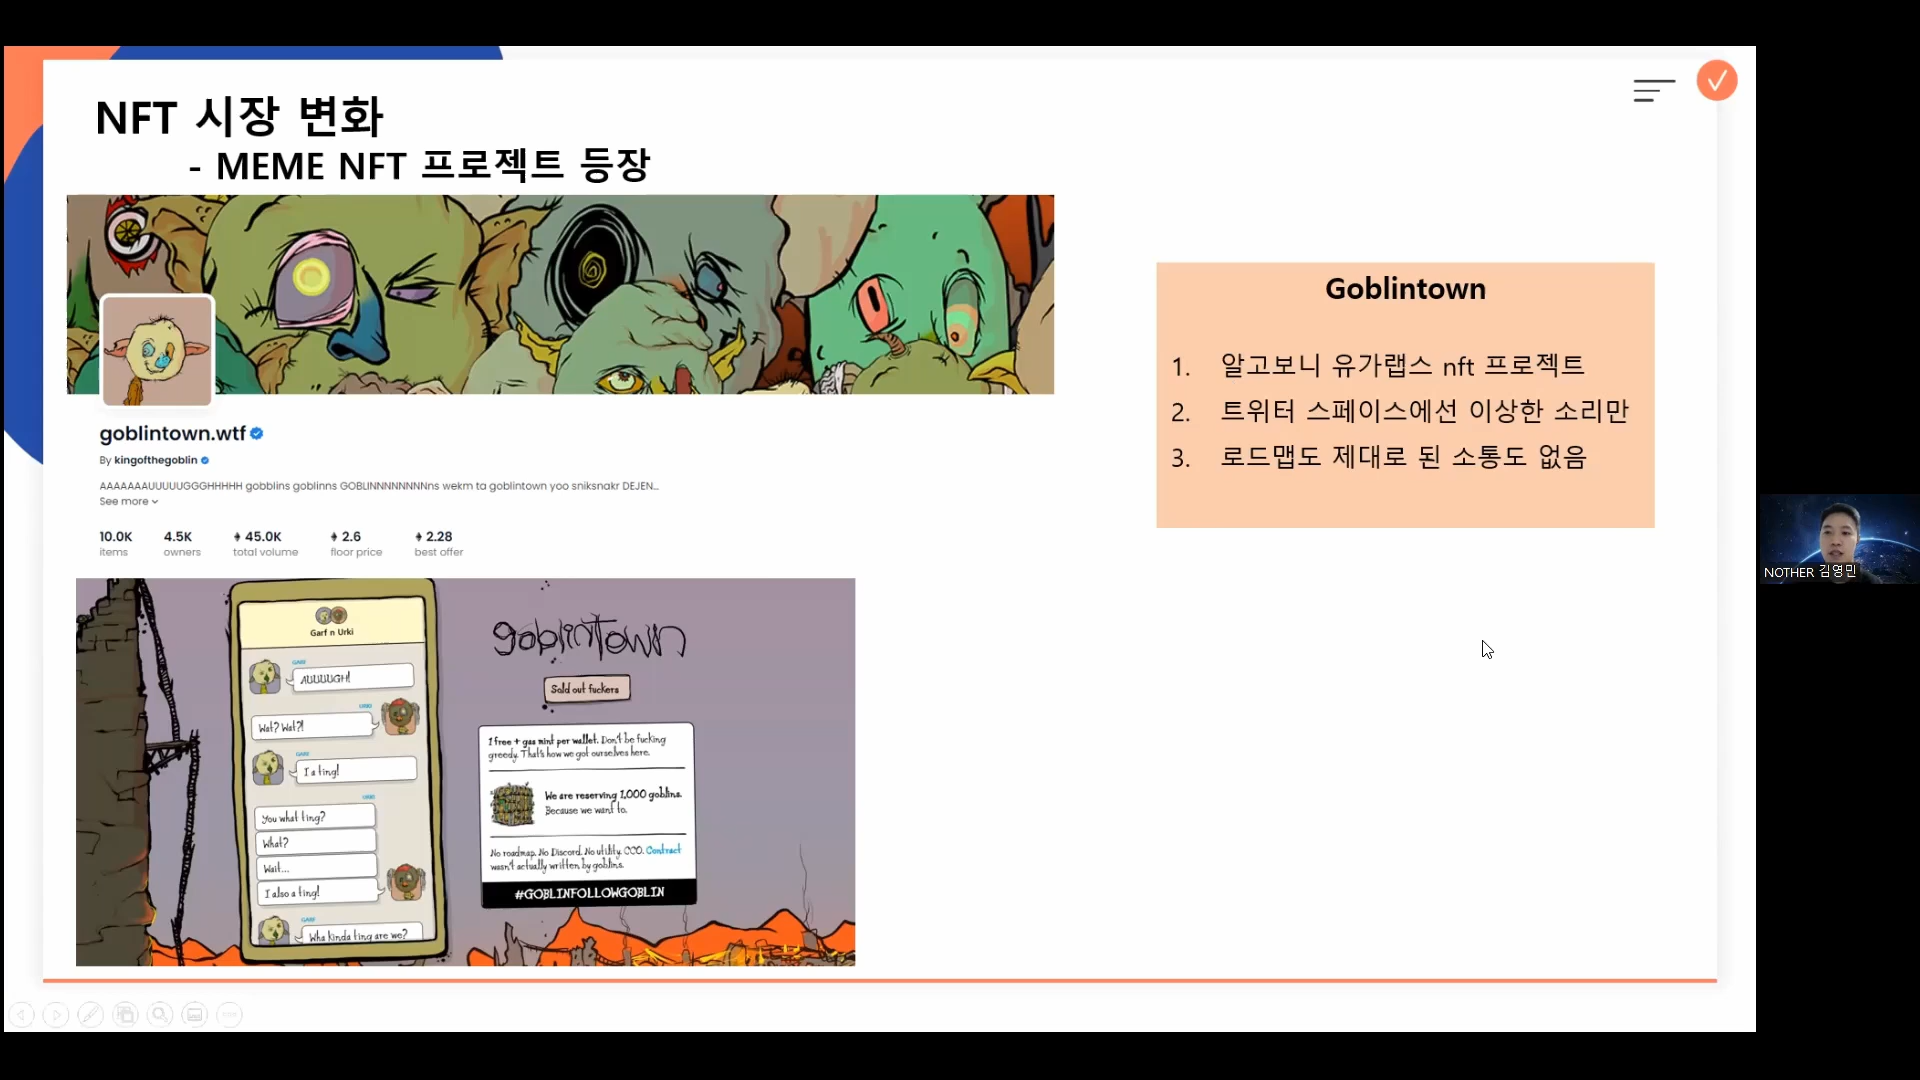 NFT 시장 변화
- MEME NFT 프로젝트 등장
goblintown.wtf
By kingofthegoblin
AAAAAAAUUUUUGGGHHHHH gobblins goblinns GOBLINNNNNNNNns wekm ta goblintown yoo sniksnakr DEJEN...
See more
10.0K 4.5K 45.0K 2.6 2.28
items owners total volume floor price best offer
Garf n Urki
GARF
AUUUUUGH!
URKI
Wat? Wat?!
GARF
I a ting!
URKI
You what ting?
What?
Wait...
I also a ting!
GARF
Wha kinda ting are we?
goblintown
Sold out fuckers
1 free + gas mint per wallet. Don't be fucking
greedy. That's how we got ourselves here.
We are reserving 1,000 goblins.
Because we want to.
No roadmap. No Discord. No utility. CC0. Contract
wasn't actually written by goblins.
#GOBLINFOLLOWGOBLIN
Goblintown
1. 알고보니 유가랩스 nft 프로젝트
2. 트위터 스페이스에선 이상한 소리만
3. 로드맵도 제대로 된 소통도 없음
NOTHER 김영민